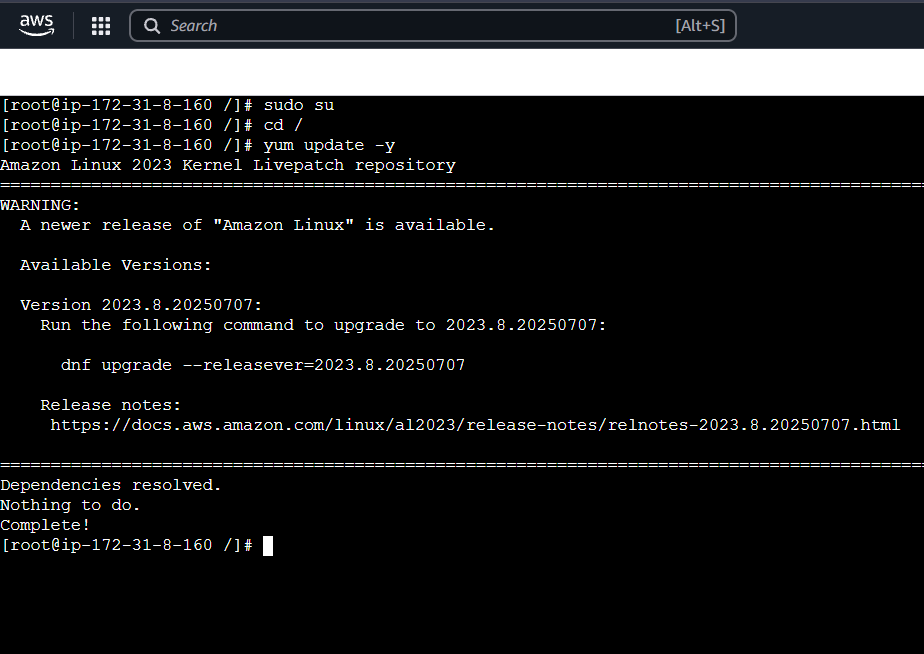 aws
Search [Alt+S]
[root@ip-172-31-8-160 /]# sudo su
[root@ip-172-31-8-160 /]# cd /
[root@ip-172-31-8-160 /]# yum update -y
Amazon Linux 2023 Kernel Livepatch repository
============================================================================================
WARNING:
  A newer release of "Amazon Linux" is available.

  Available Versions:

  Version 2023.8.20250707:
    Run the following command to upgrade to 2023.8.20250707:

      dnf upgrade --releasever=2023.8.20250707

    Release notes:
     https://docs.aws.amazon.com/linux/al2023/release-notes/relnotes-2023.8.20250707.html

============================================================================================
Dependencies resolved.
Nothing to do.
Complete!
[root@ip-172-31-8-160 /]#